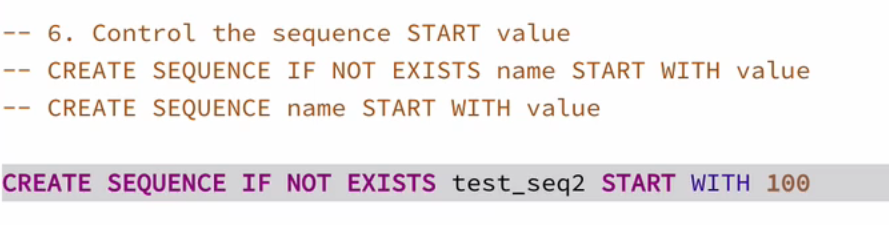 -- 6. Control the sequence START value
-- CREATE SEQUENCE IF NOT EXISTS name START WITH value
-- CREATE SEQUENCE name START WITH value
CREATE SEQUENCE IF NOT EXISTS test_seq2 START WITH 100